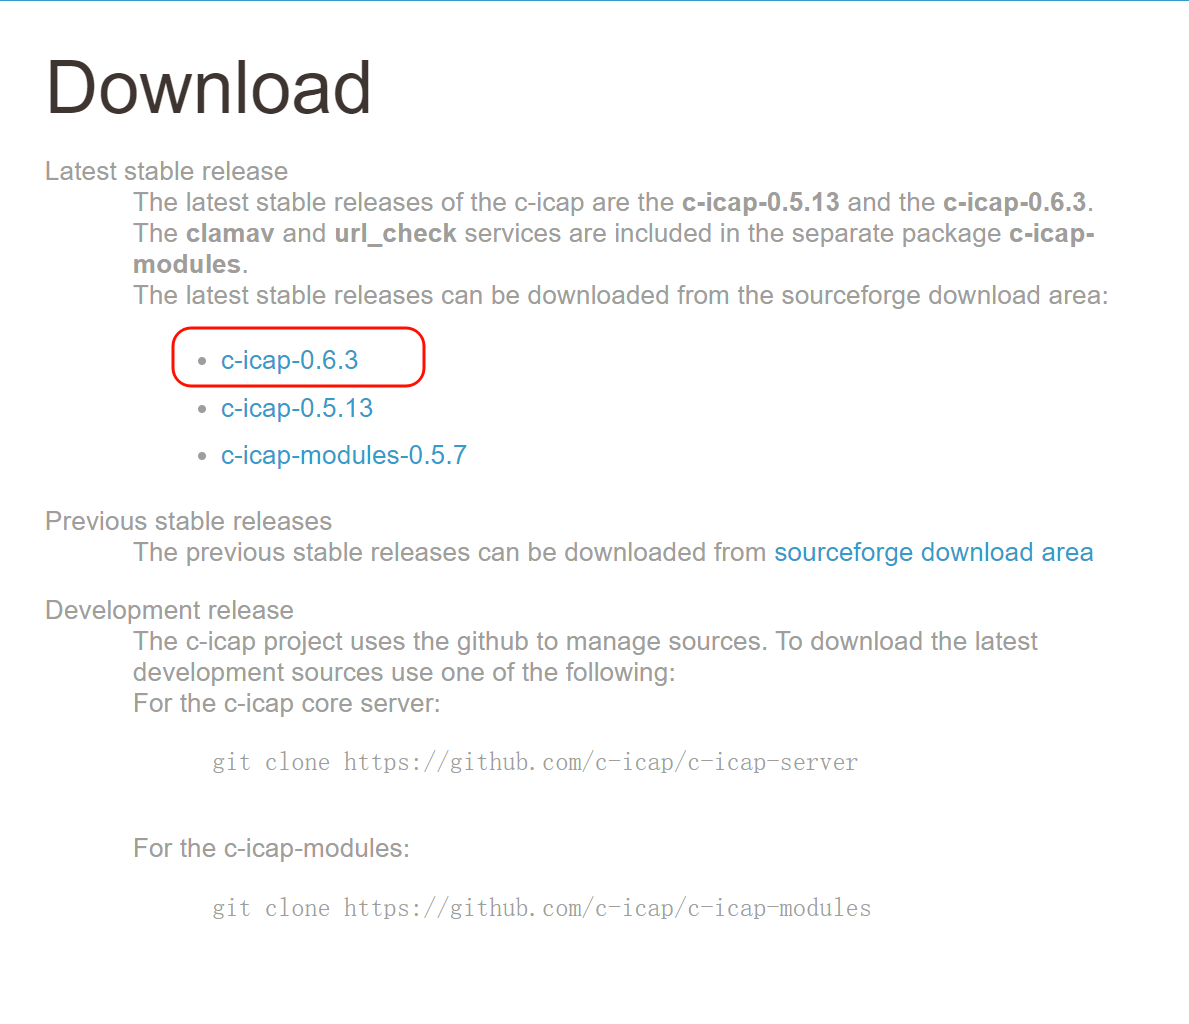 Download
Latest stable release
The latest stable releases of the c-icap are the c-icap-0.5.13 and the c-icap-0.6.3.
The clamav and url_check services are included in the separate package c-icap-
modules.
The latest stable releases can be downloaded from the sourceforge download area:
• c-icap-0.6.3
• c-icap-0.5.13
• c-icap-modules-0.5.7
Previous stable releases
The previous stable releases can be downloaded from sourceforge download area
Development release
The c-icap project uses the github to manage sources. To download the latest
development sources use one of the following:
For the c-icap core server:
git clone https://github.com/c-icap/c-icap-server
For the c-icap-modules:
git clone https://github.com/c-icap/c-icap-modules